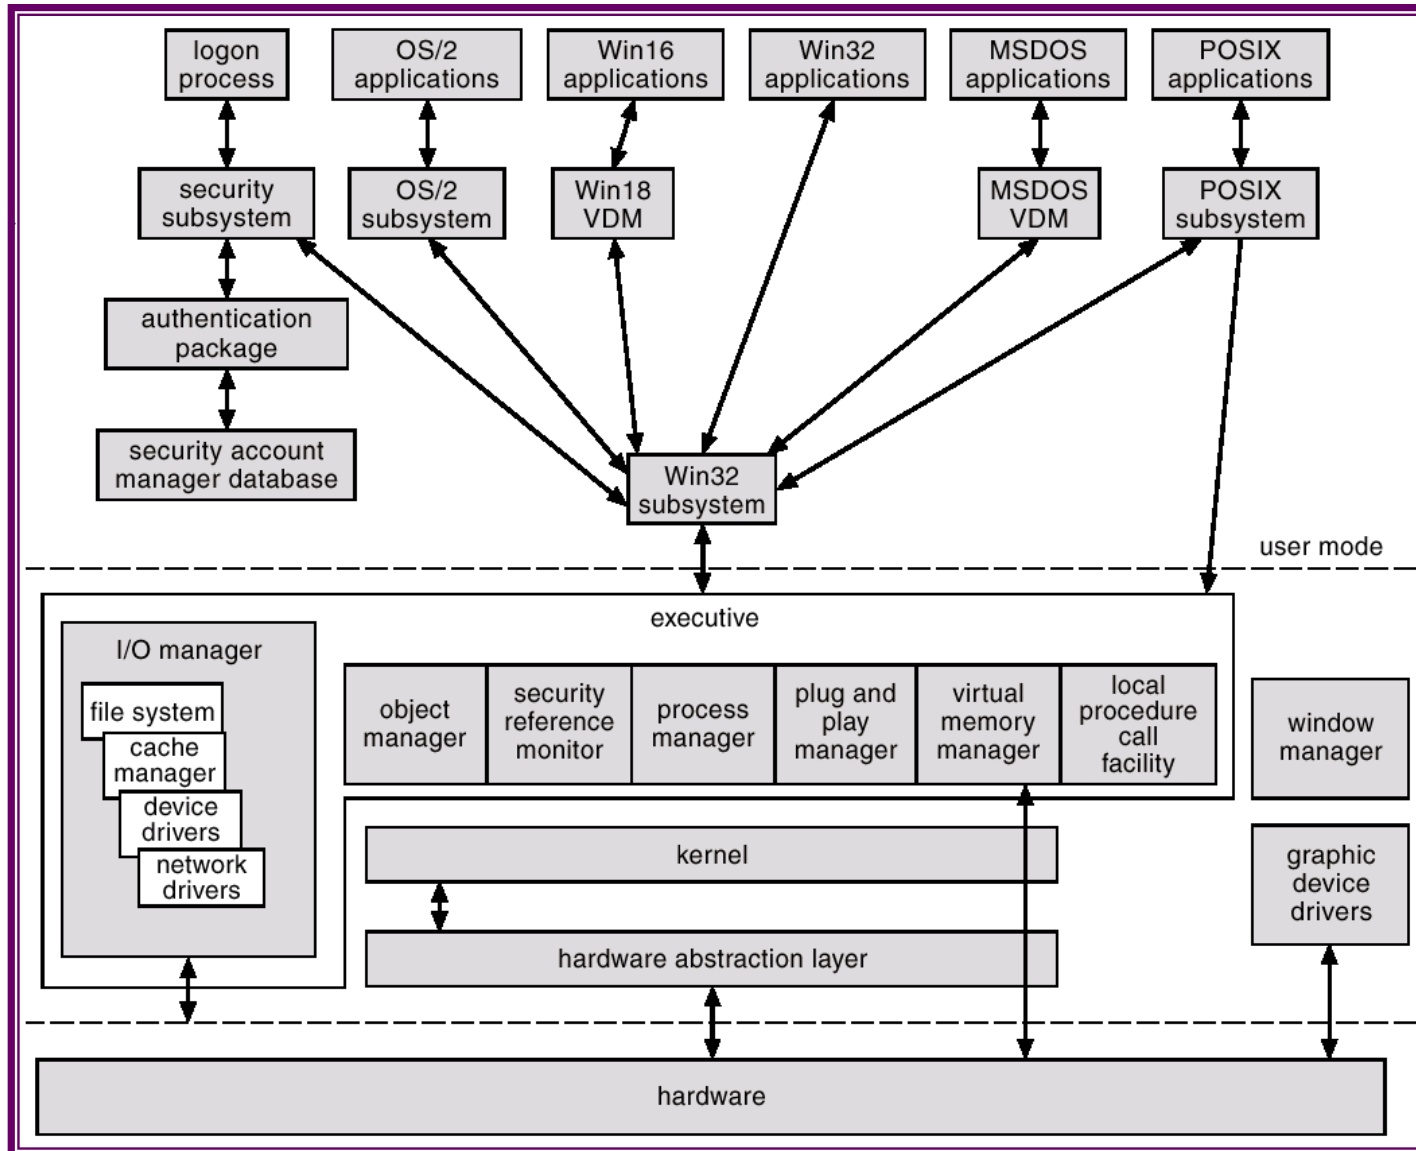 logon
process
OS/2
applications
Win16
applications
Win32
applications
MSDOS
applications
POSIX
applications
security
subsystem
OS/2
subsystem
Win18
VDM
MSDOS
VDM
POSIX
subsystem
authentication
package
security account
manager database
Win32
subsystem
user mode
executive
I/O manager
file system
cache
manager
device
drivers
network
drivers
object
manager
security
reference
monitor
process
manager
plug and
play
manager
virtual
memory
manager
local
procedure
call
facility
window
manager
kernel
graphic
device
drivers
hardware abstraction layer
hardware